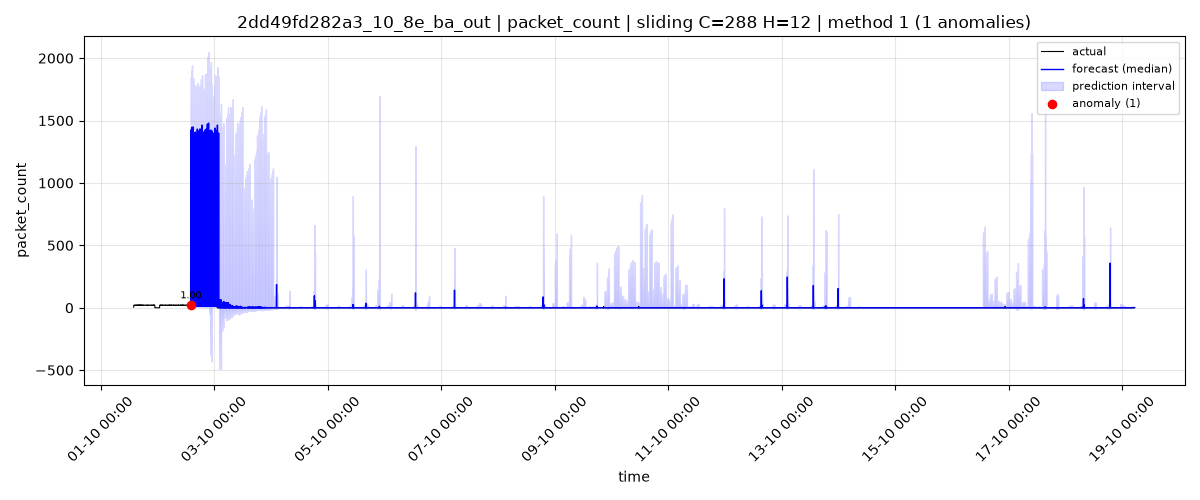 2dd49fd282a3_10_8e_ba_out | packet_count | sliding C=288 H=12 | method 1 (1 anomalies)
actual
forecast (median)
prediction interval
anomaly (1)
packet_count
2000
1500
1000
500
0
−500
1.00
01-10 00:00
03-10 00:00
05-10 00:00
07-10 00:00
09-10 00:00
11-10 00:00
13-10 00:00
15-10 00:00
17-10 00:00
19-10 00:00
time